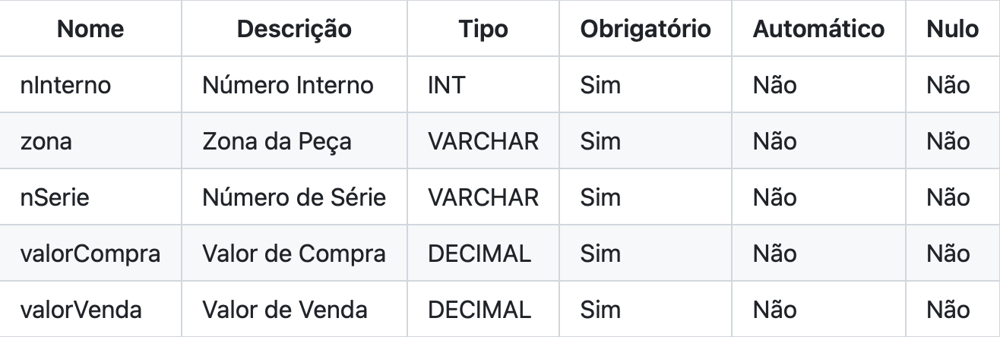 Nome Descrição Tipo Obrigatório Automático Nulo
nInterno Número Interno INT Sim Não Não
zona Zona da Peça VARCHAR Sim Não Não
nSerie Número de Série VARCHAR Sim Não Não
valorCompra Valor de Compra DECIMAL Sim Não Não
valorVenda Valor de Venda DECIMAL Sim Não Não